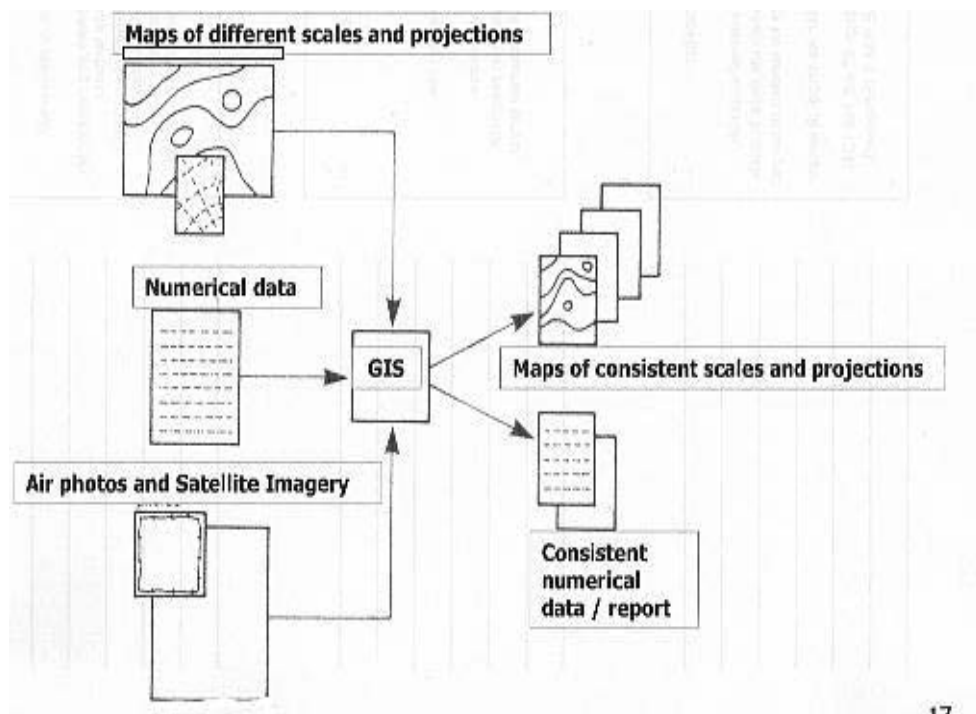 Maps of different scales and projections
Numerical data
GIS
Maps of consistent scales and projections
Air photos and Satellite Imagery
Consistent
numerical
data / report
17